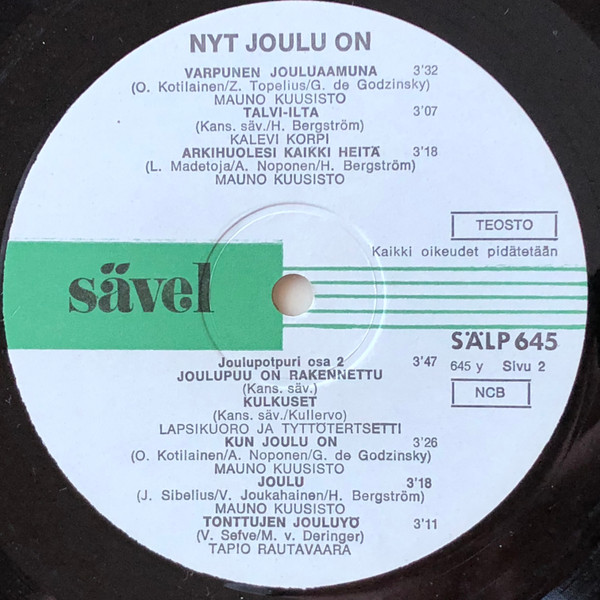 NYT JOULU ON
VARPUNEN JOULUAAMUNA 3'32
(O. Kotilainen/Z. Topelius/G. de Godzinsky)
MAUNO KUUSISTO
TALVI-ILTA 3'07
(Kans. säv./H. Bergström)
KALEVI KORPI
ARKIHUOLESI KAIKKI HEITÄ 3'18
(L. Madetoja/A. Noponen/H. Bergström)
MAUNO KUUSISTO
TEOSTO
Kaikki oikeudet pidätetään
sävel
SÄLP 645
645 y Sivu 2
NCB
Joulupotpuri osa 2 3'47
JOULUPUU ON RAKENNETTU
(Kans. säv.)
KULKUSET
(Kans. säv./Kullervo)
LAPSIKUORO JA TYTTÖTERTSETTI
KUN JOULU ON 3'26
(O. Kotilainen/A. Noponen/G. de Godzinsky)
MAUNO KUUSISTO
JOULU 3'18
(J. Sibelius/V. Joukahainen/H. Bergström)
MAUNO KUUSISTO
TONTTUJEN JOULUYÖ 3'11
(V. Sefve/M. v. Deringer)
TAPIO RAUTAVAARA